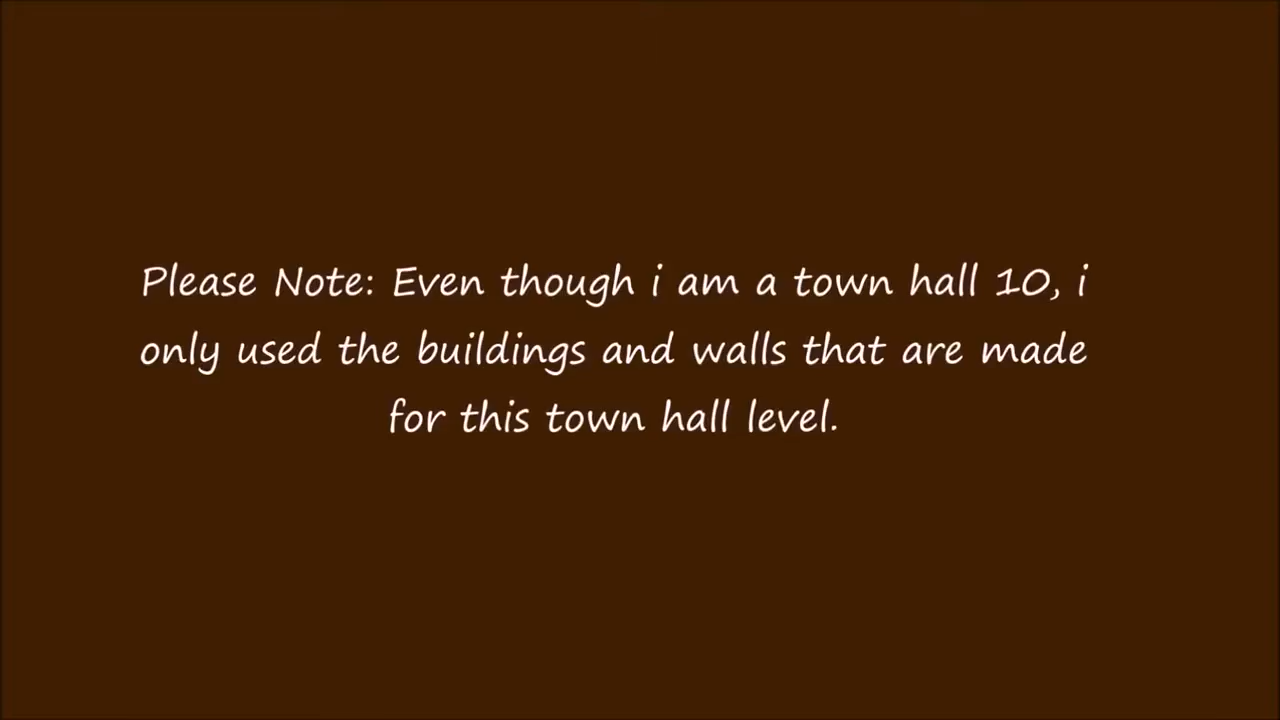 Please Note: Even though i am a town hall 10, i
only used the buildings and walls that are made
for this town hall level.